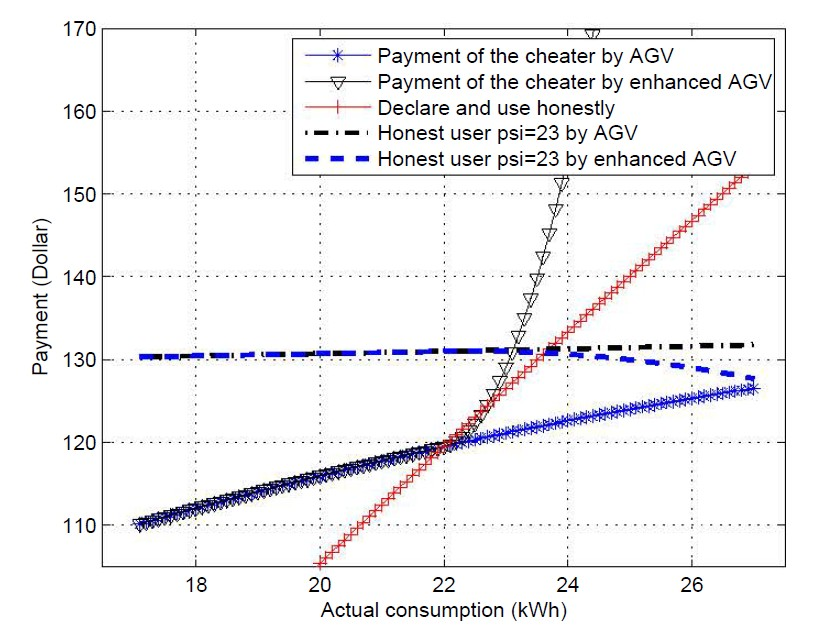 170
160
150
140
130
120
110
18
20
22
24
26
Payment (Dollar)
Actual consumption (kWh)
Payment of the cheater by AGV
Payment of the cheater by enhanced AGV
Declare and use honestly
Honest user psi=23 by AGV
Honest user psi=23 by enhanced AGV